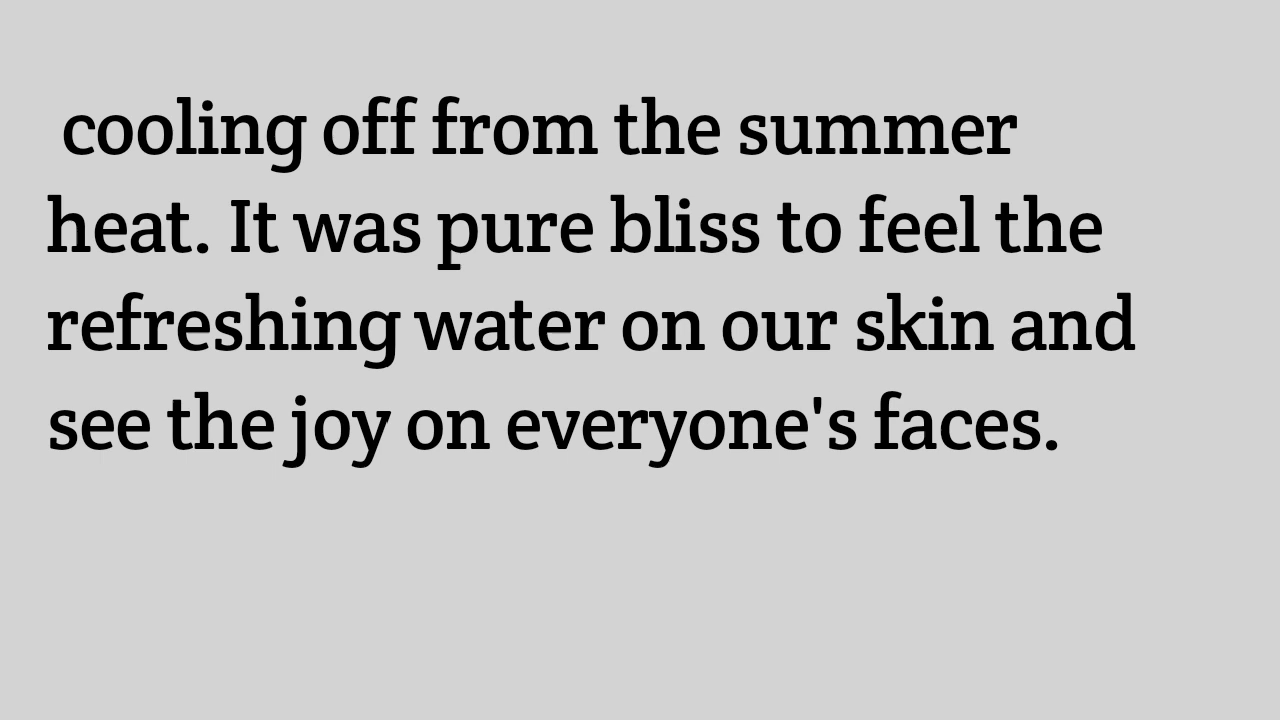 cooling off from the summer
heat. It was pure bliss to feel the
refreshing water on our skin and
see the joy on everyone's faces.